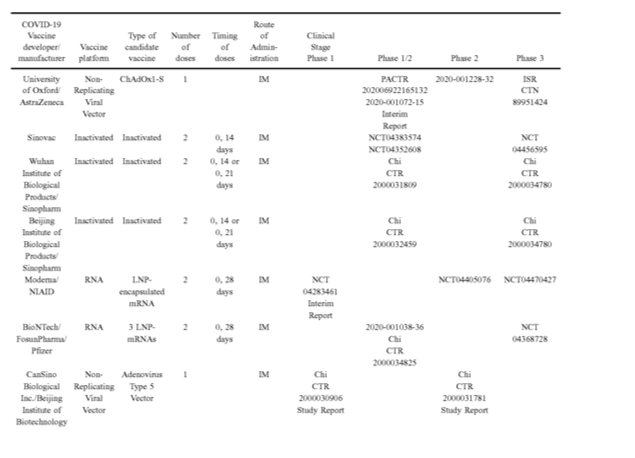 COVID-19 Route
Vaccine Type of Number Timing of Clinical
developer/ Vaccine candidate of of Admin- Stage
manufacturer platform vaccine doses doses istration Phase 1 Phase 1/2 Phase 2 Phase 3
University Non- ChAdOx1-S 1 IM PACTR 2020-001228-32 ISR
of Oxford/ Replicating 202006922165132 CTN
AstraZeneca Viral 2020-001072-15 89951424
Vector Interim
Report
Sinovac Inactivated Inactivated 2 0, 14 IM NCT04383574 NCT
days NCT04352608 04456595
Wuhan Inactivated Inactivated 2 0, 14 or IM Chi Chi
Institute of 0, 21 CTR CTR
Biological days 2000031809 2000034780
Products/
Sinopharm
Beijing Inactivated Inactivated 2 0, 14 or IM Chi Chi
Institute of 0, 21 CTR CTR
Biological days 2000032459 2000034780
Products/
Sinopharm
Moderna/ RNA LNP- 2 0, 28 IM NCT NCT04405076 NCT04470427
NIAID encapsulated days 04283461
mRNA Interim
Report
BioNTech/ RNA 3 LNP- 2 0, 28 IM 2020-001038-36 NCT
FosunPharma/ mRNAs days Chi 04368728
Pfizer CTR
2000034825
CanSino Non- Adenovirus 1 IM Chi Chi
Biological Replicating Type 5 CTR CTR
Inc./Beijing Viral Vector 2000030906 2000031781
Institute of Vector Study Report Study Report
Biotechnology